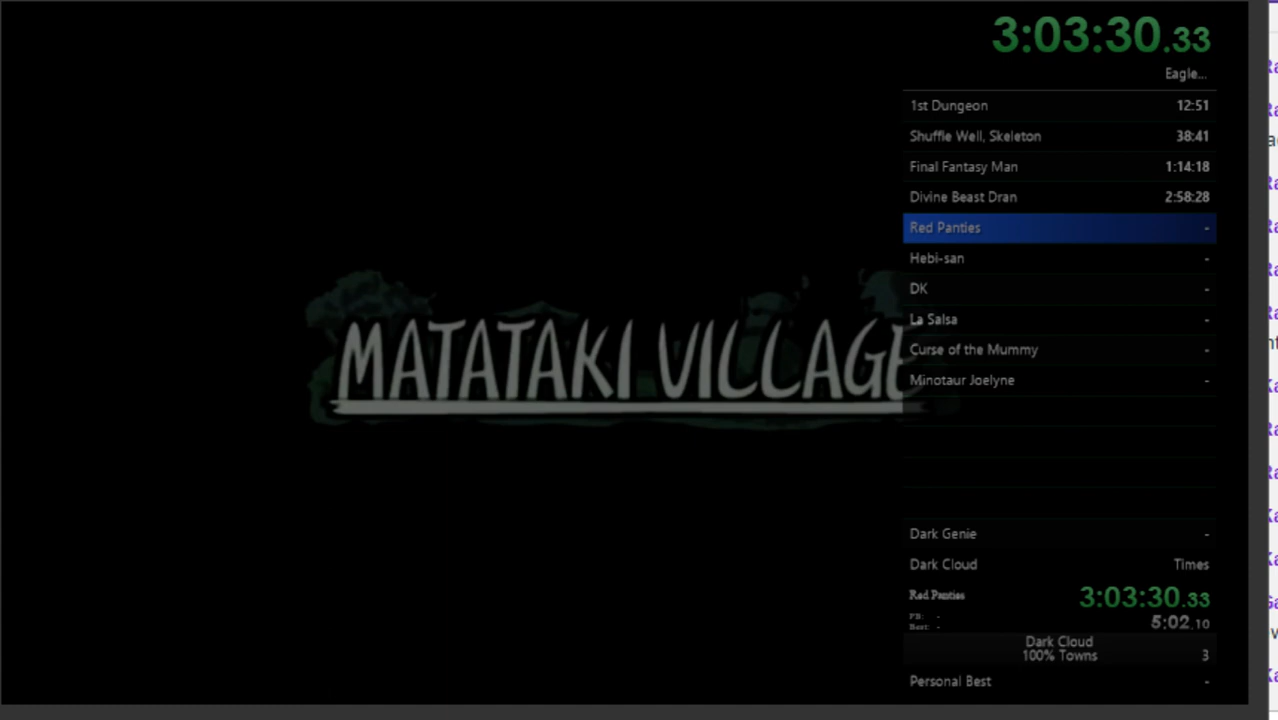 3:03:30.33
Eagle...
1st Dungeon 12:51
Shuffle Well, Skeleton 38:41
Final Fantasy Man 1:14:18
Divine Beast Dran 2:58:28
Red Panties -
Hebi-san -
DK -
La Salsa -
Curse of the Mummy -
Minotaur Joelyne -
MATATAKI VILLAGE
Dark Genie -
Dark Cloud Times
Red Panties 3:03:30.33
PB: -
Best: - 5:02.10
Dark Cloud
100% Towns 3
Personal Best -